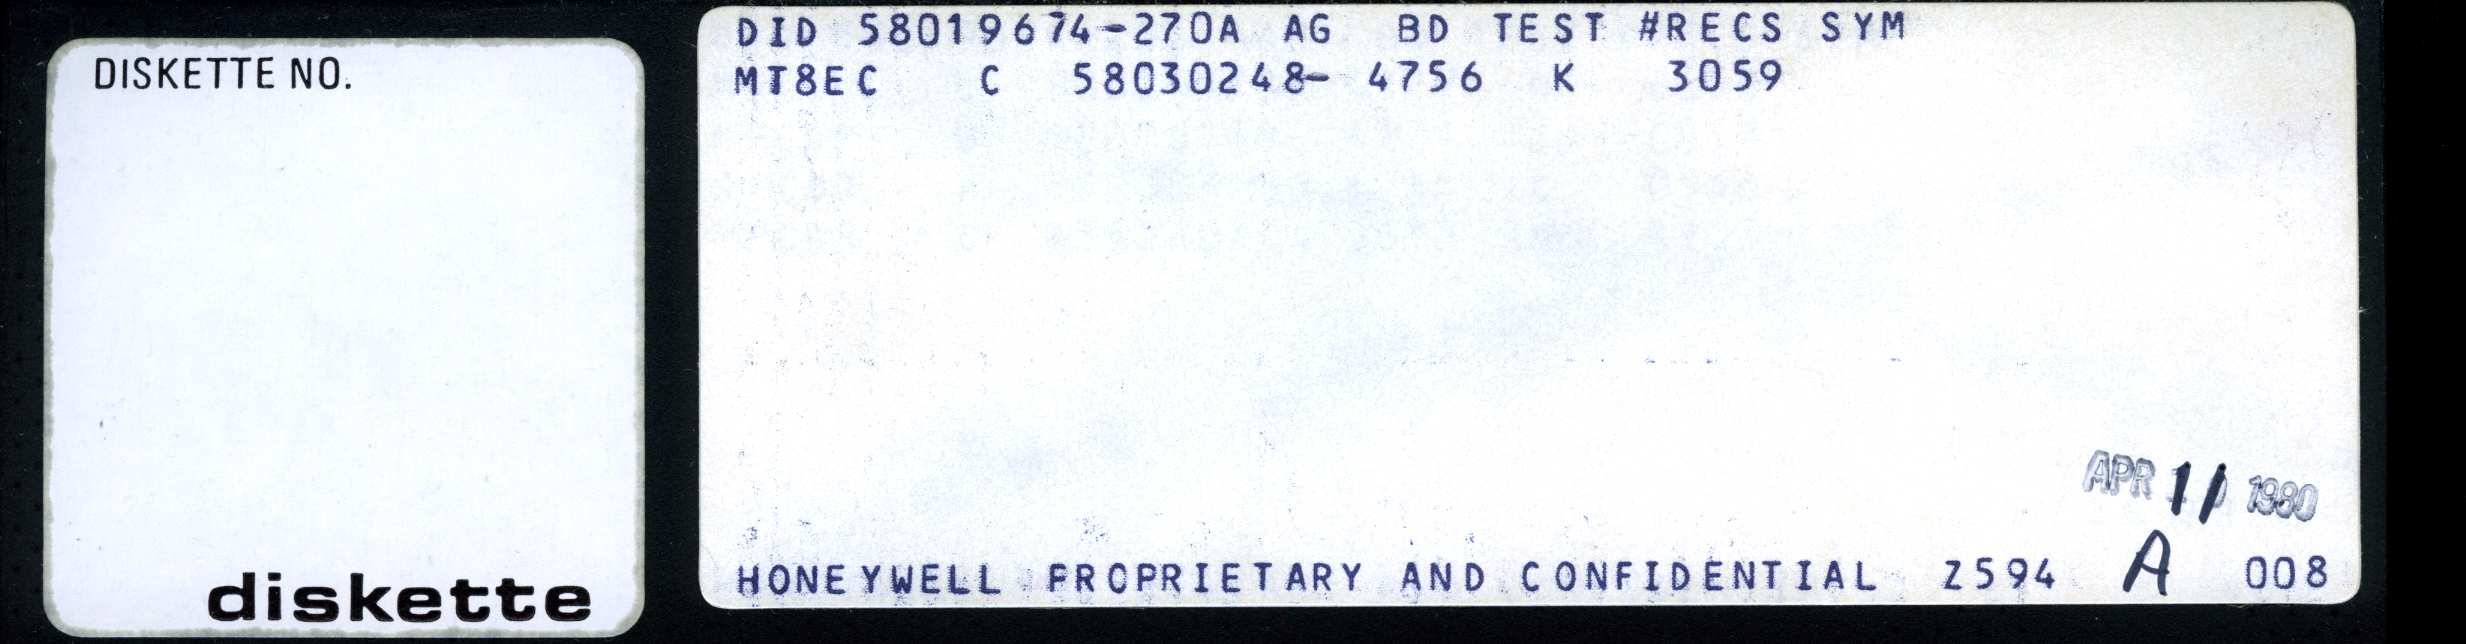 DISKETTE NO.
diskette
DID 58019674-270A AG BD TEST #RECS SYM
MT8EC C 58030248- 4756 K 3059
APR 11 1980
HONEYWELL PROPRIETARY AND CONFIDENTIAL Z594 A 008